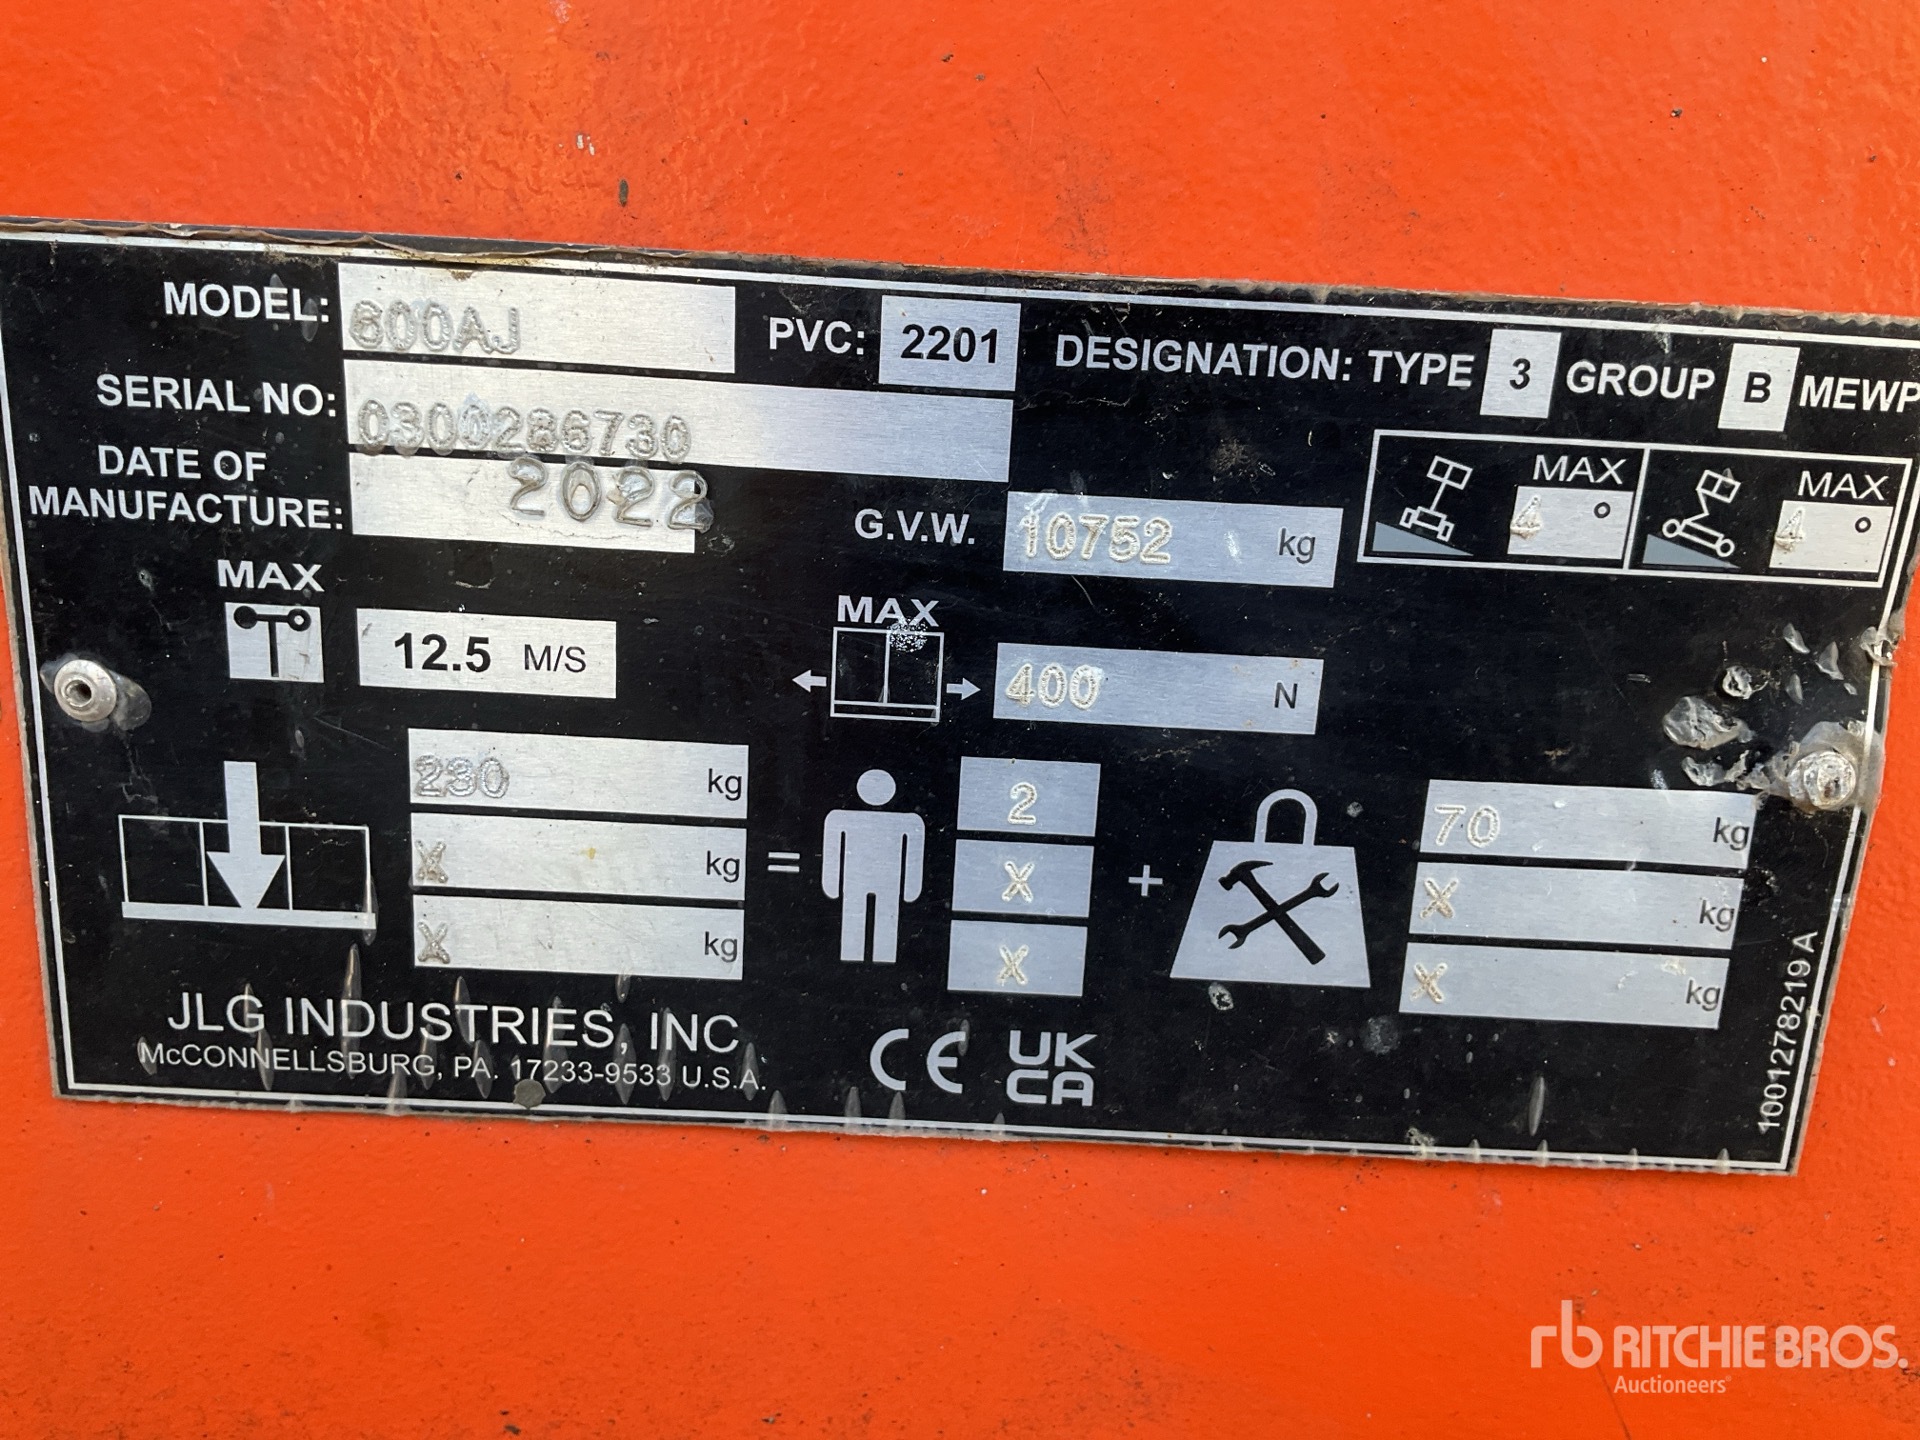 MODEL: 600AJ PVC: 2201 DESIGNATION: TYPE 3 GROUP B MEWP
SERIAL NO: 0300286730
DATE OF MANUFACTURE: 2022
G.V.W. 10752 kg
MAX 4 °
MAX 4 °
MAX 12.5 M/S
MAX 400 N
230 kg = 2 + 70 kg
X kg X X kg
X kg X X kg
JLG INDUSTRIES, INC
McCONNELLSBURG, PA. 17233-9533 U.S.A.
CE UK CA
1001278219 A
rb RITCHIE BROS.
Auctioneers